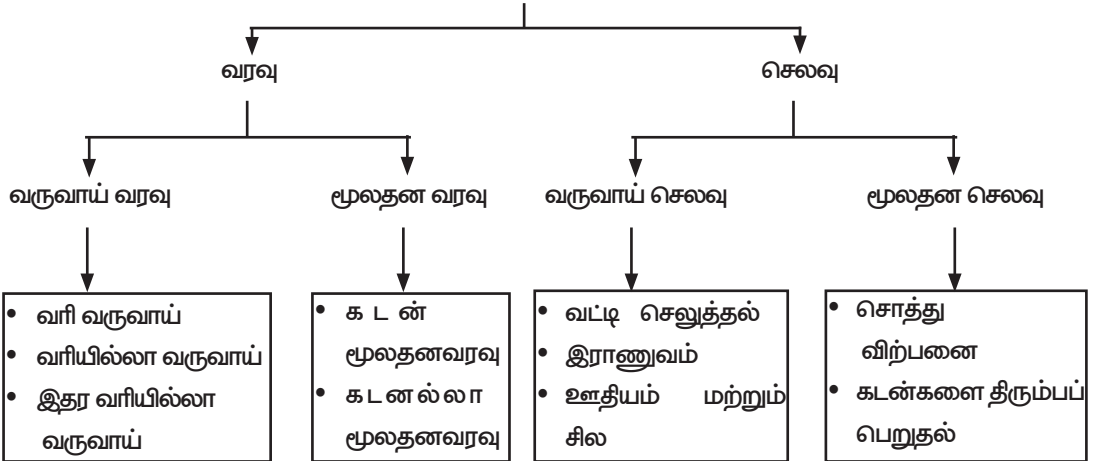 வரவு
செலவு
வருவாய் வரவு
மூலதன வரவு
வருவாய் செலவு
மூலதன செலவு
• வரி வருவாய்
• வரியில்லா வருவாய்
• இதர வரியில்லா
வருவாய்
• க ட ன்
மூலதனவரவு
• கடனல்லா
மூலதனவரவு
• வட்டி செலுத்தல்
• இராணுவம்
• ஊதியம் மற்றும்
சில
• சொத்து
விற்பனை
• கடன்களை திரும்பப்
பெறுதல்